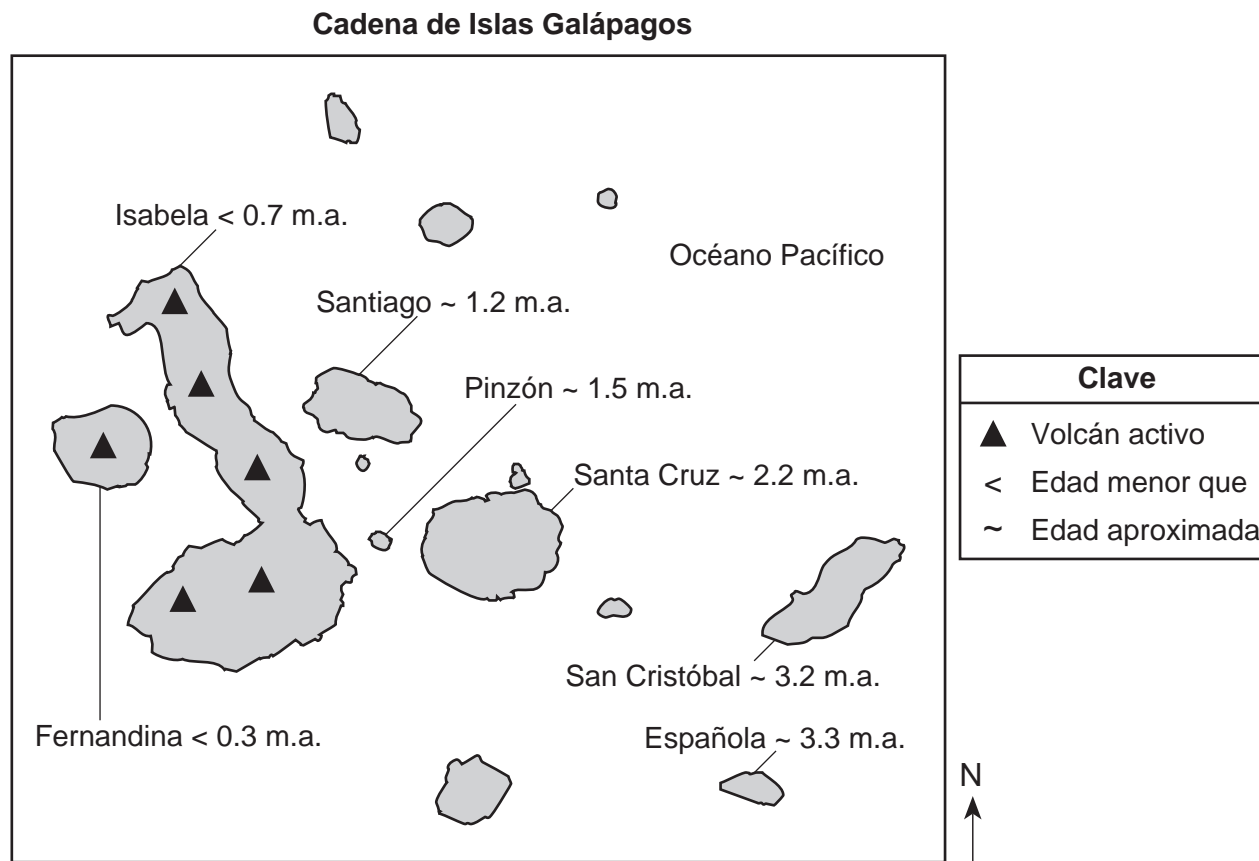 Cadena de Islas Galápagos
Isabela < 0.7 m.a.
Océano Pacífico
Santiago ~ 1.2 m.a.
Pinzón ~ 1.5 m.a.
Santa Cruz ~ 2.2 m.a.
San Cristóbal ~ 3.2 m.a.
Fernandina < 0.3 m.a.
Española ~ 3.3 m.a.
Clave
Volcán activo
< Edad menor que
~ Edad aproximada
N